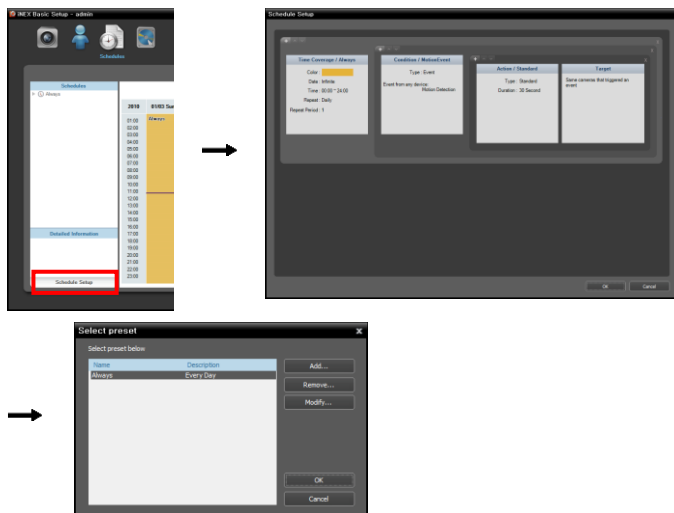 iNEX Basic Setup - admin
Schedules
Schedules
Always
2010 01/03 Sun
Always
01:00
02:00
03:00
04:00
05:00
06:00
07:00
08:00
09:00
10:00
11:00
12:00
13:00
14:00
15:00
16:00
17:00
18:00
19:00
20:00
21:00
22:00
23:00
Detailed Information
Schedule Setup
Schedule Setup
Time Coverage / Always
Color :
Date : Infinite
Time : 00:00 ~ 24:00
Repeat : Daily
Repeat Period : 1
Condition / MotionEvent
Type : Event
Event from any device:
Motion Detection
Action / Standard
Type : Standard
Duration : 30 Second
Target
Same cameras that triggered an
event
OK Cancel
Select preset x
Select preset below
Name Description
Always Every Day
Add...
Remove...
Modify...
OK
Cancel